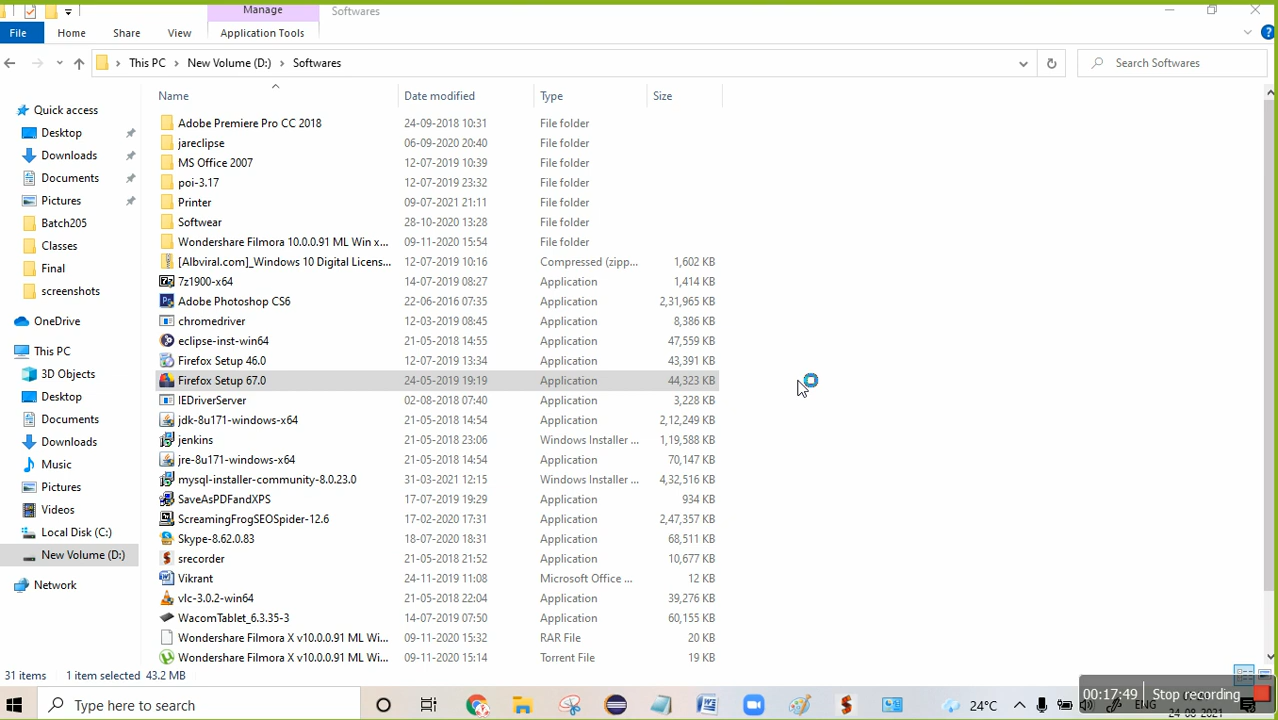 Manage
Softwares
File
Home
Share
View
Application Tools
This PC
New Volume (D:)
Softwares
Search Softwares
Name
Date modified
Type
Size
Quick access
Desktop
Downloads
Documents
Pictures
Batch205
Classes
Final
screenshots
OneDrive
This PC
3D Objects
Desktop
Documents
Downloads
Music
Pictures
Videos
Local Disk (C:)
New Volume (D:)
Network
Adobe Premiere Pro CC 2018 24-09-2018 10:31 File folder
jareclipse 06-09-2020 20:40 File folder
MS Office 2007 12-07-2019 10:39 File folder
poi-3.17 12-07-2019 23:32 File folder
Printer 09-07-2021 21:11 File folder
Softwear 28-10-2020 13:28 File folder
Wondershare Filmora 10.0.0.91 ML Win x... 09-11-2020 15:54 File folder
[Albviral.com]_Windows 10 Digital Licens... 12-07-2019 10:16 Compressed (zipp... 1,602 KB
7z1900-x64 14-07-2019 08:27 Application 1,414 KB
Adobe Photoshop CS6 22-06-2016 07:35 Application 2,31,965 KB
chromedriver 12-03-2019 08:45 Application 8,386 KB
eclipse-inst-win64 21-05-2018 14:55 Application 47,559 KB
Firefox Setup 46.0 12-07-2019 13:34 Application 43,391 KB
Firefox Setup 67.0 24-05-2019 19:19 Application 44,323 KB
IEDriverServer 02-08-2018 07:40 Application 3,228 KB
jdk-8u171-windows-x64 21-05-2018 14:54 Application 2,12,249 KB
jenkins 21-05-2018 23:06 Windows Installer ... 1,19,588 KB
jre-8u171-windows-x64 21-05-2018 14:54 Application 70,147 KB
mysql-installer-community-8.0.23.0 31-03-2021 12:15 Windows Installer ... 4,32,516 KB
SaveAsPDFandXPS 17-07-2019 19:29 Application 934 KB
ScreamingFrogSEOSpider-12.6 17-02-2020 17:31 Application 2,47,357 KB
Skype-8.62.0.83 18-07-2020 18:31 Application 68,511 KB
srecorder 21-05-2018 21:52 Application 10,677 KB
Vikrant 24-11-2019 11:08 Microsoft Office ... 12 KB
vlc-3.0.2-win64 21-05-2018 22:04 Application 39,276 KB
WacomTablet_6.3.35-3 14-07-2019 07:50 Application 60,155 KB
Wondershare Filmora X v10.0.0.91 ML Wi... 09-11-2020 15:32 RAR File 20 KB
Wondershare Filmora X v10.0.0.91 ML Wi... 09-11-2020 15:14 Torrent File 19 KB
31 items 1 item selected 43.2 MB
Type here to search
24°C
ENG
00:17:49 Stop recording
24-08-2021